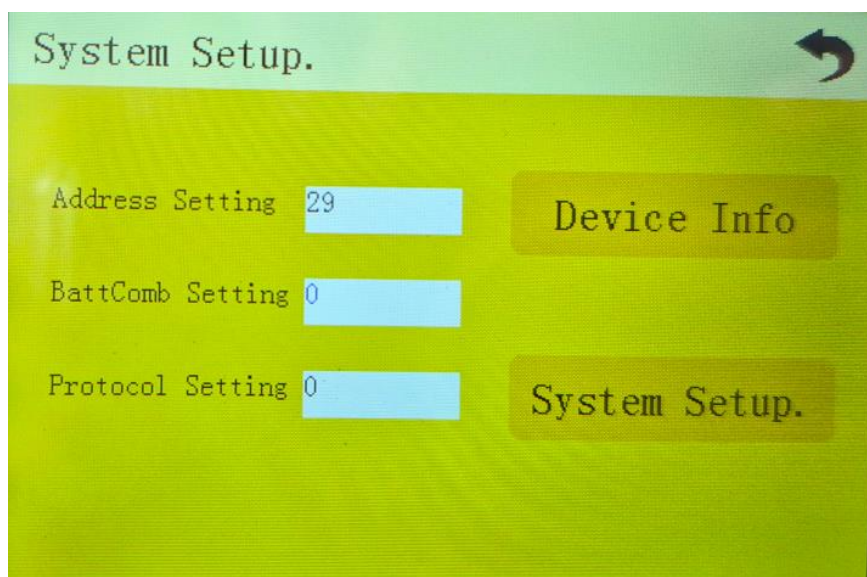 System Setup.
Address Setting 29
Device Info
BattComb Setting 0
Protocol Setting 0
System Setup.